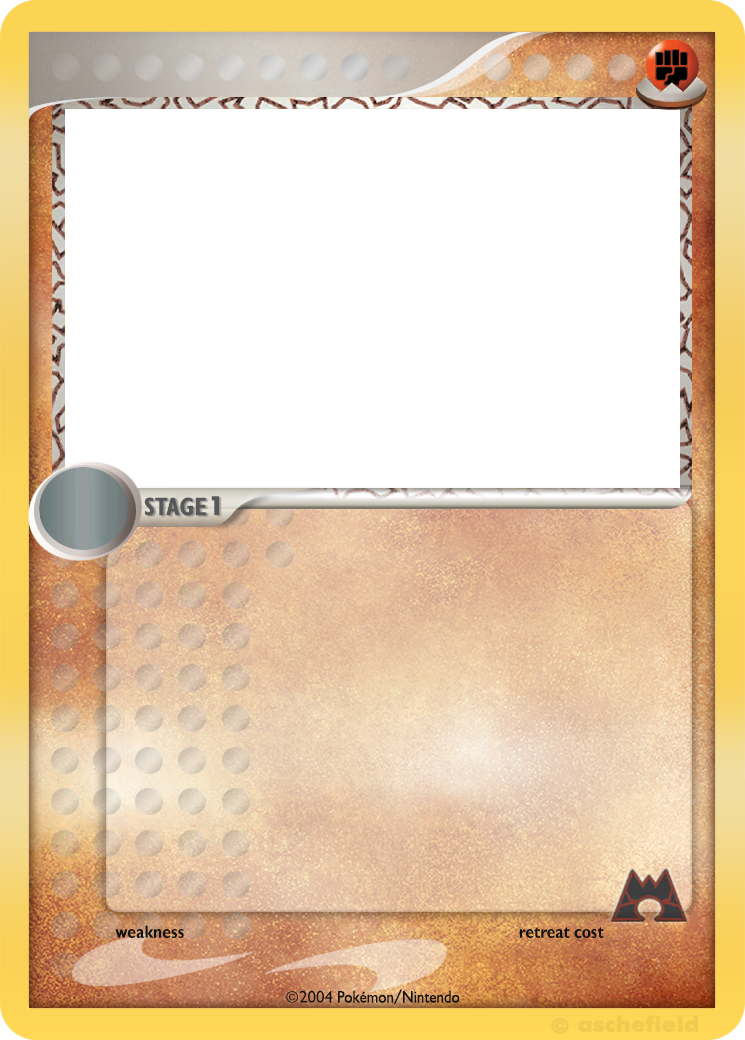 STAGE 1
weakness
retreat cost
©2004 Pokémon/Nintendo
© aschefield